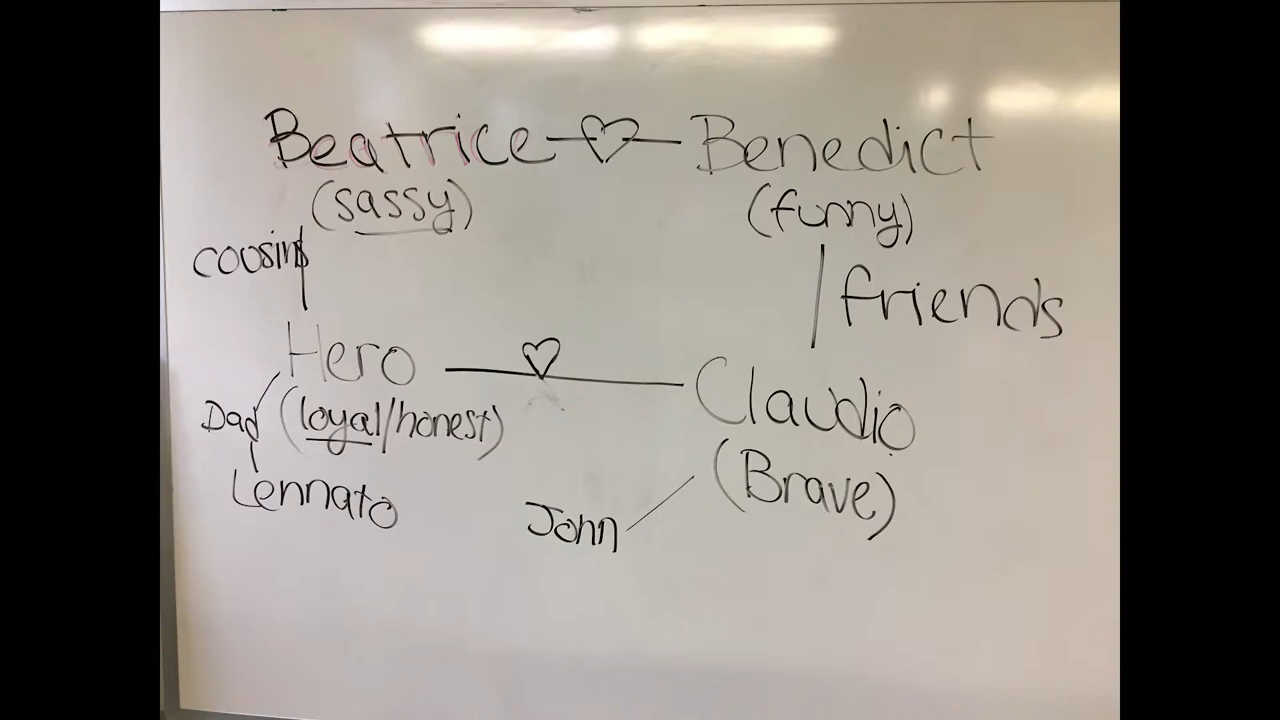 Beatrice Benedict
(sassy) (funny)
cousins
friends
Hero Claudio
Dad (loyal/honest)
(Brave)
Lennato
John